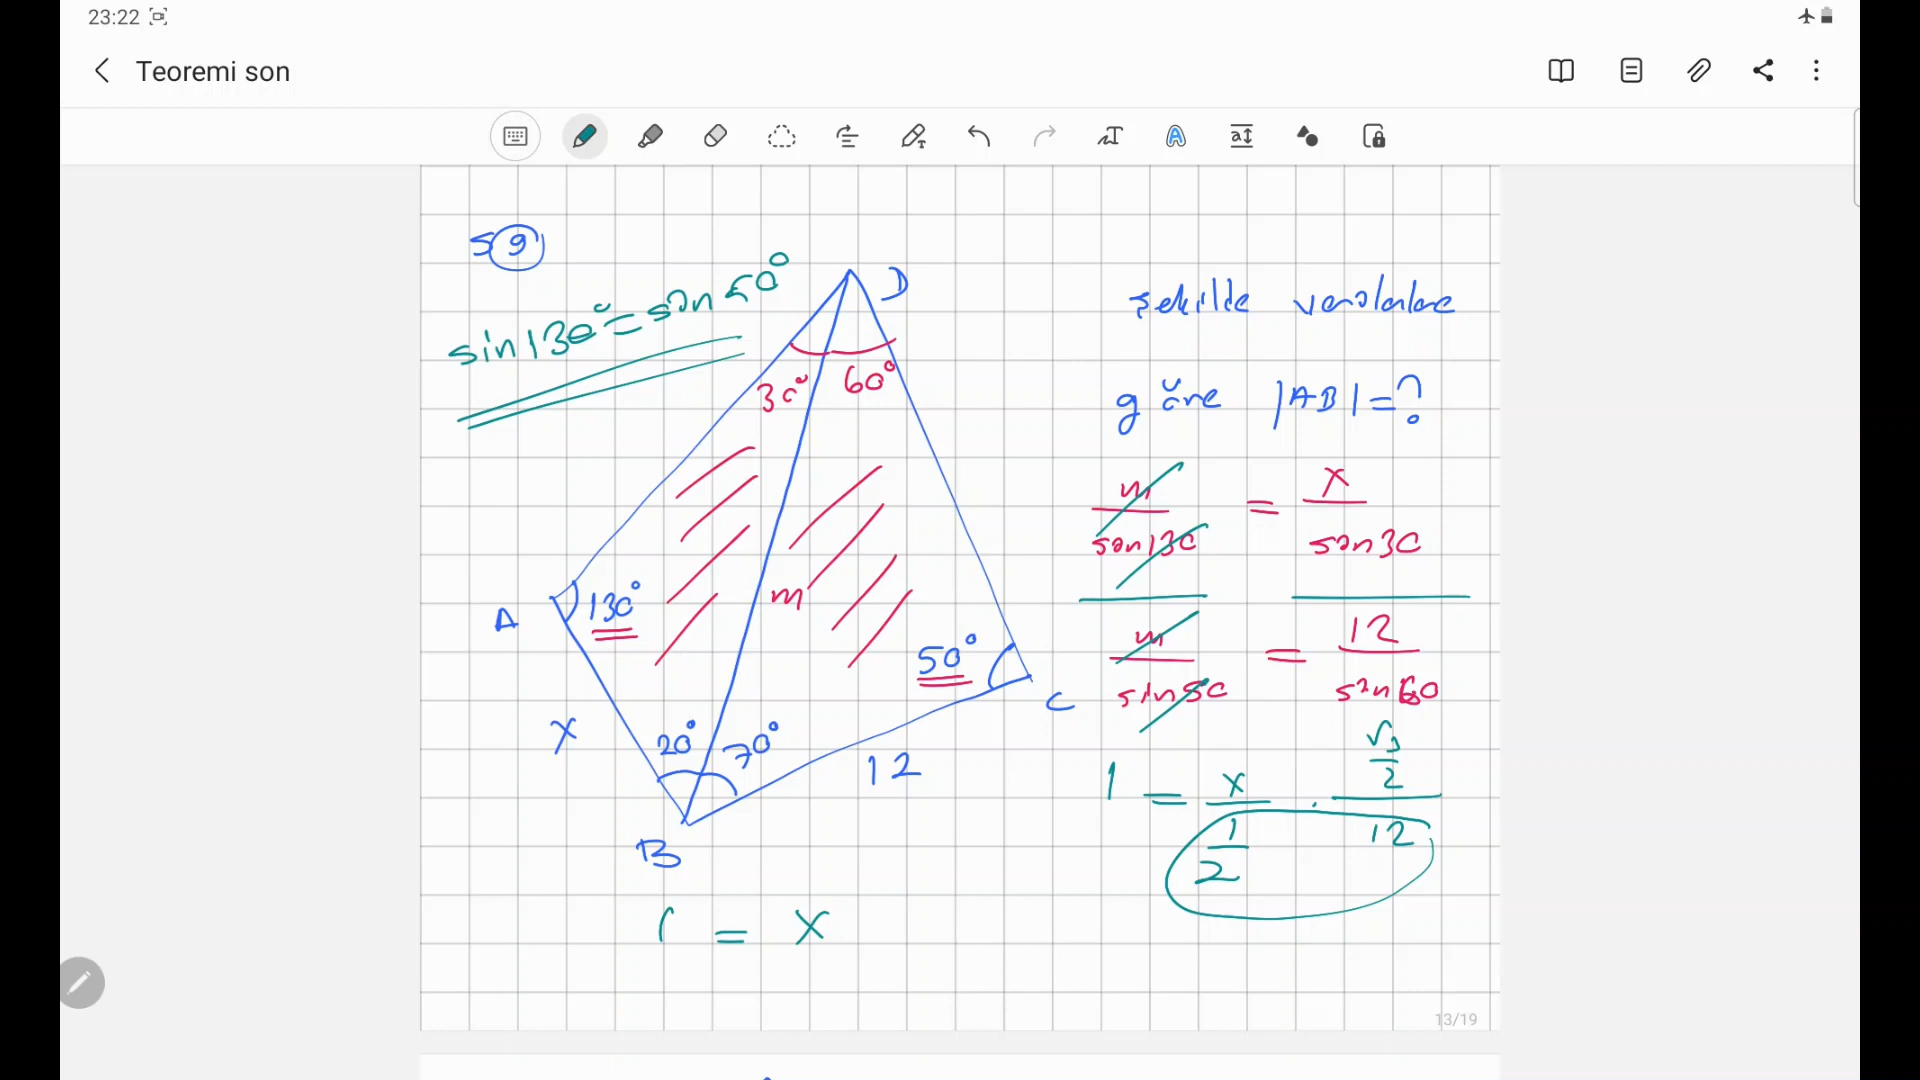 23:22
Teoremi son
59
sin130° = sin50°
D
şekilde verilenlere
göre |AB| = ?
30° 60°
m/sin130 = x/sin30
A 130° m
50° C
m/sin50 = 12/sin60
x 20° 70° 12
B
1 = x/(1/2) · (√3/2)/12
1 = x
13/19